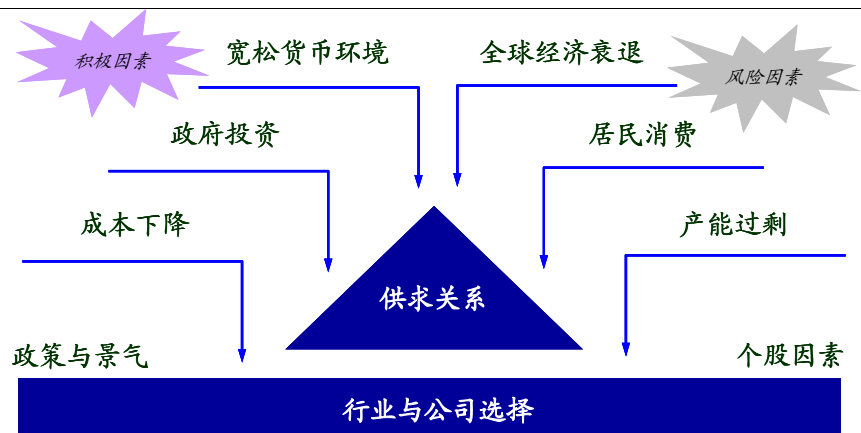 积极因素
宽松货币环境
全球经济衰退
风险因素
政府投资
居民消费
成本下降
产能过剩
供求关系
政策与景气
个股因素
行业与公司选择